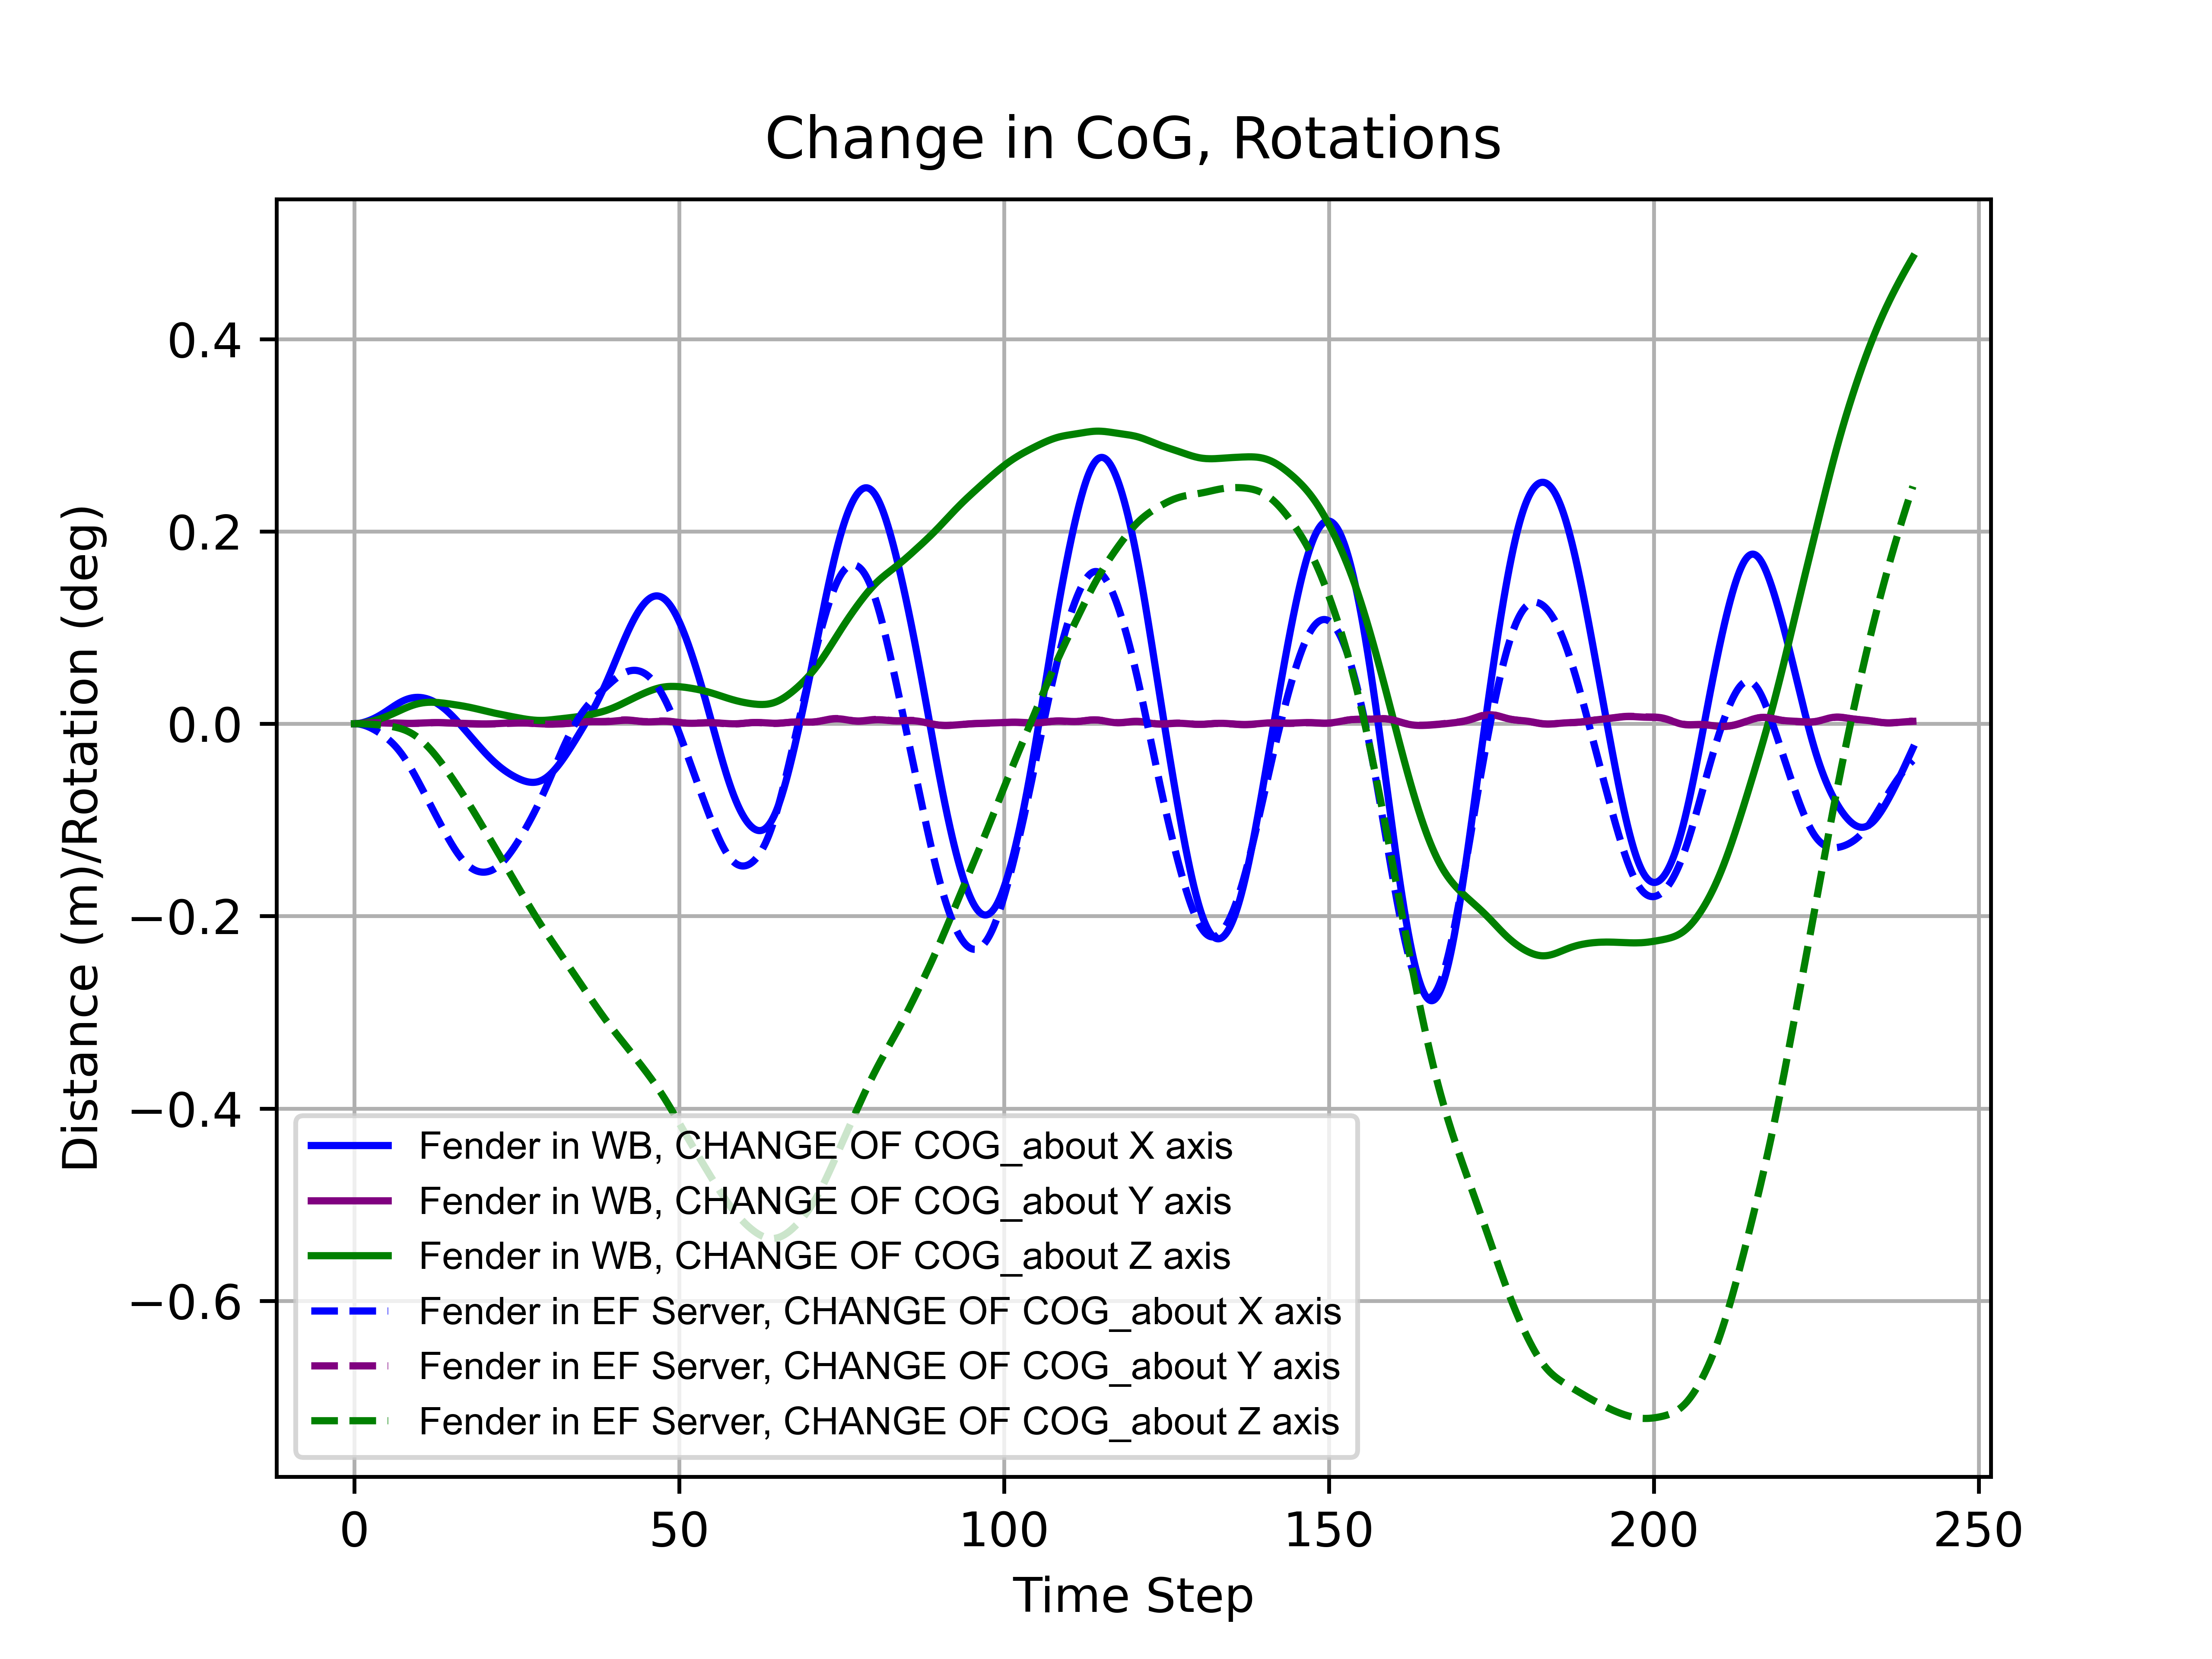 Change in CoG, Rotations
Distance (m)/Rotation (deg)
0.4
0.2
0.0
−0.2
−0.4
−0.6
Fender in WB, CHANGE OF COG_about X axis
Fender in WB, CHANGE OF COG_about Y axis
Fender in WB, CHANGE OF COG_about Z axis
Fender in EF Server, CHANGE OF COG_about X axis
Fender in EF Server, CHANGE OF COG_about Y axis
Fender in EF Server, CHANGE OF COG_about Z axis
0 50 100 150 200 250
Time Step